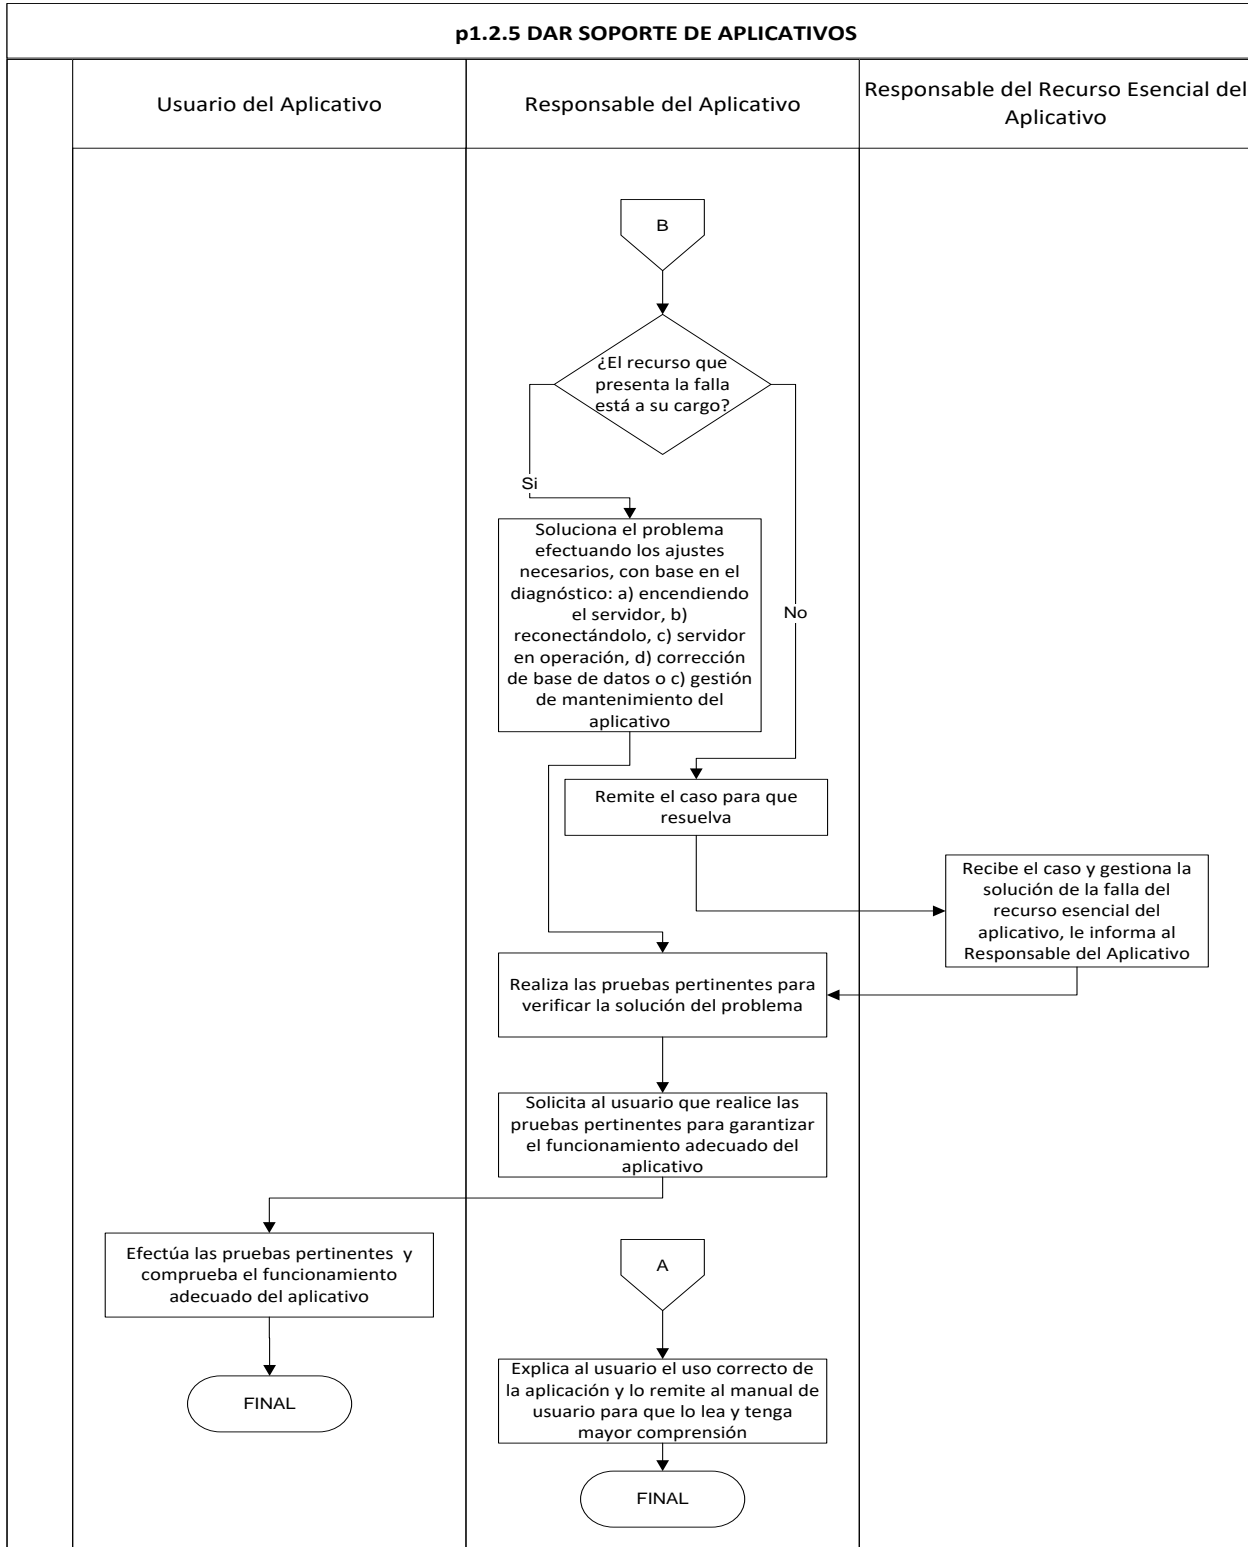 p1.2.5 DAR SOPORTE DE APLICATIVOS
Usuario del Aplicativo
Responsable del Aplicativo
Responsable del Recurso Esencial del
Aplicativo
B
¿El recurso que
presenta la falla
está a su cargo?
Si
No
Soluciona el problema
efectuando los ajustes
necesarios, con base en el
diagnóstico: a) encendiendo
el servidor, b)
reconectándolo, c) servidor
en operación, d) corrección
de base de datos o c) gestión
de mantenimiento del
aplicativo
Remite el caso para que
resuelva
Recibe el caso y gestiona la
solución de la falla del
recurso esencial del
aplicativo, le informa al
Responsable del Aplicativo
Realiza las pruebas pertinentes para
verificar la solución del problema
Solicita al usuario que realice las
pruebas pertinentes para garantizar
el funcionamiento adecuado del
aplicativo
Efectúa las pruebas pertinentes  y
comprueba el funcionamiento
adecuado del aplicativo
FINAL
A
Explica al usuario el uso correcto de
la aplicación y lo remite al manual de
usuario para que lo lea y tenga
mayor comprensión
FINAL